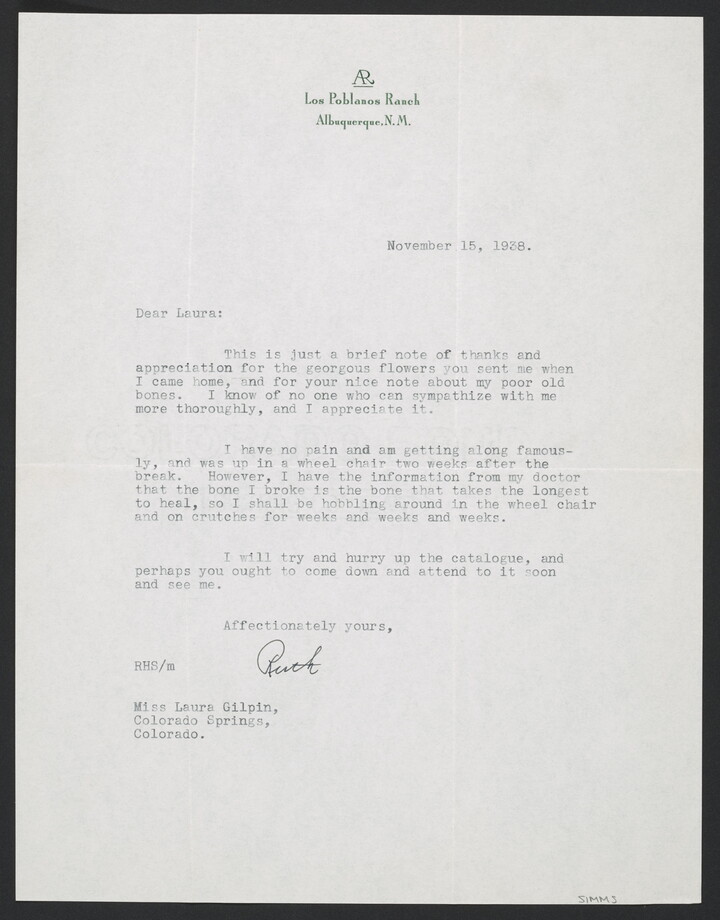 AR
Los Poblanos Ranch
Albuquerque, N. M.
November 15, 1938.
Dear Laura:
This is just a brief note of thanks and
appreciation for the georgous flowers you sent me when
I came home, and for your nice note about my poor old
bones. I know of no one who can sympathize with me
more thoroughly, and I appreciate it.
I have no pain and am getting along famous-
ly, and was up in a wheel chair two weeks after the
break. However, I have the information from my doctor
that the bone I broke is the bone that takes the longest
to heal, so I shall be hobbling around in the wheel chair
and on crutches for weeks and weeks and weeks.
I will try and hurry up the catalogue, and
perhaps you ought to come down and attend to it soon
and see me.
Affectionately yours,
RHS/m Ruth
Miss Laura Gilpin,
Colorado Springs,
Colorado.